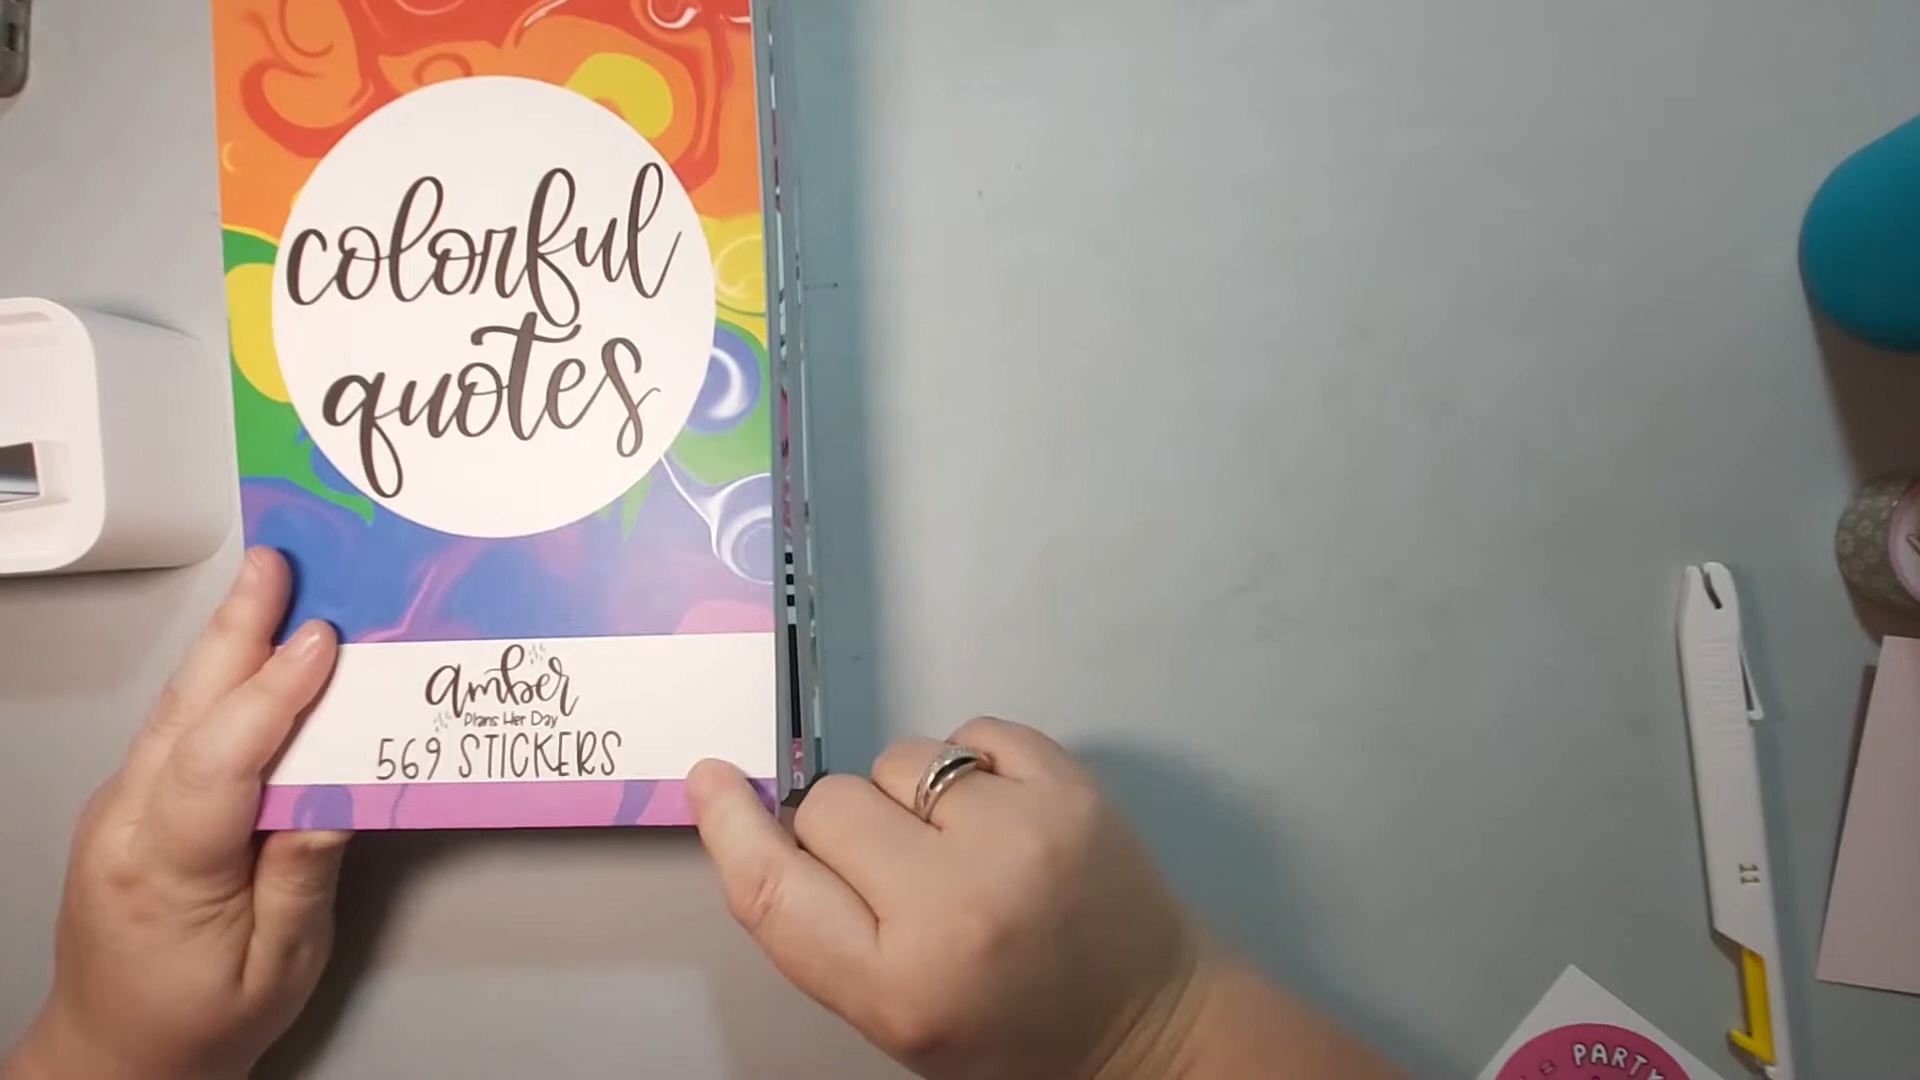 colorful
quotes
amber
Plans Her Day
569 STICKERS
11
PARTY